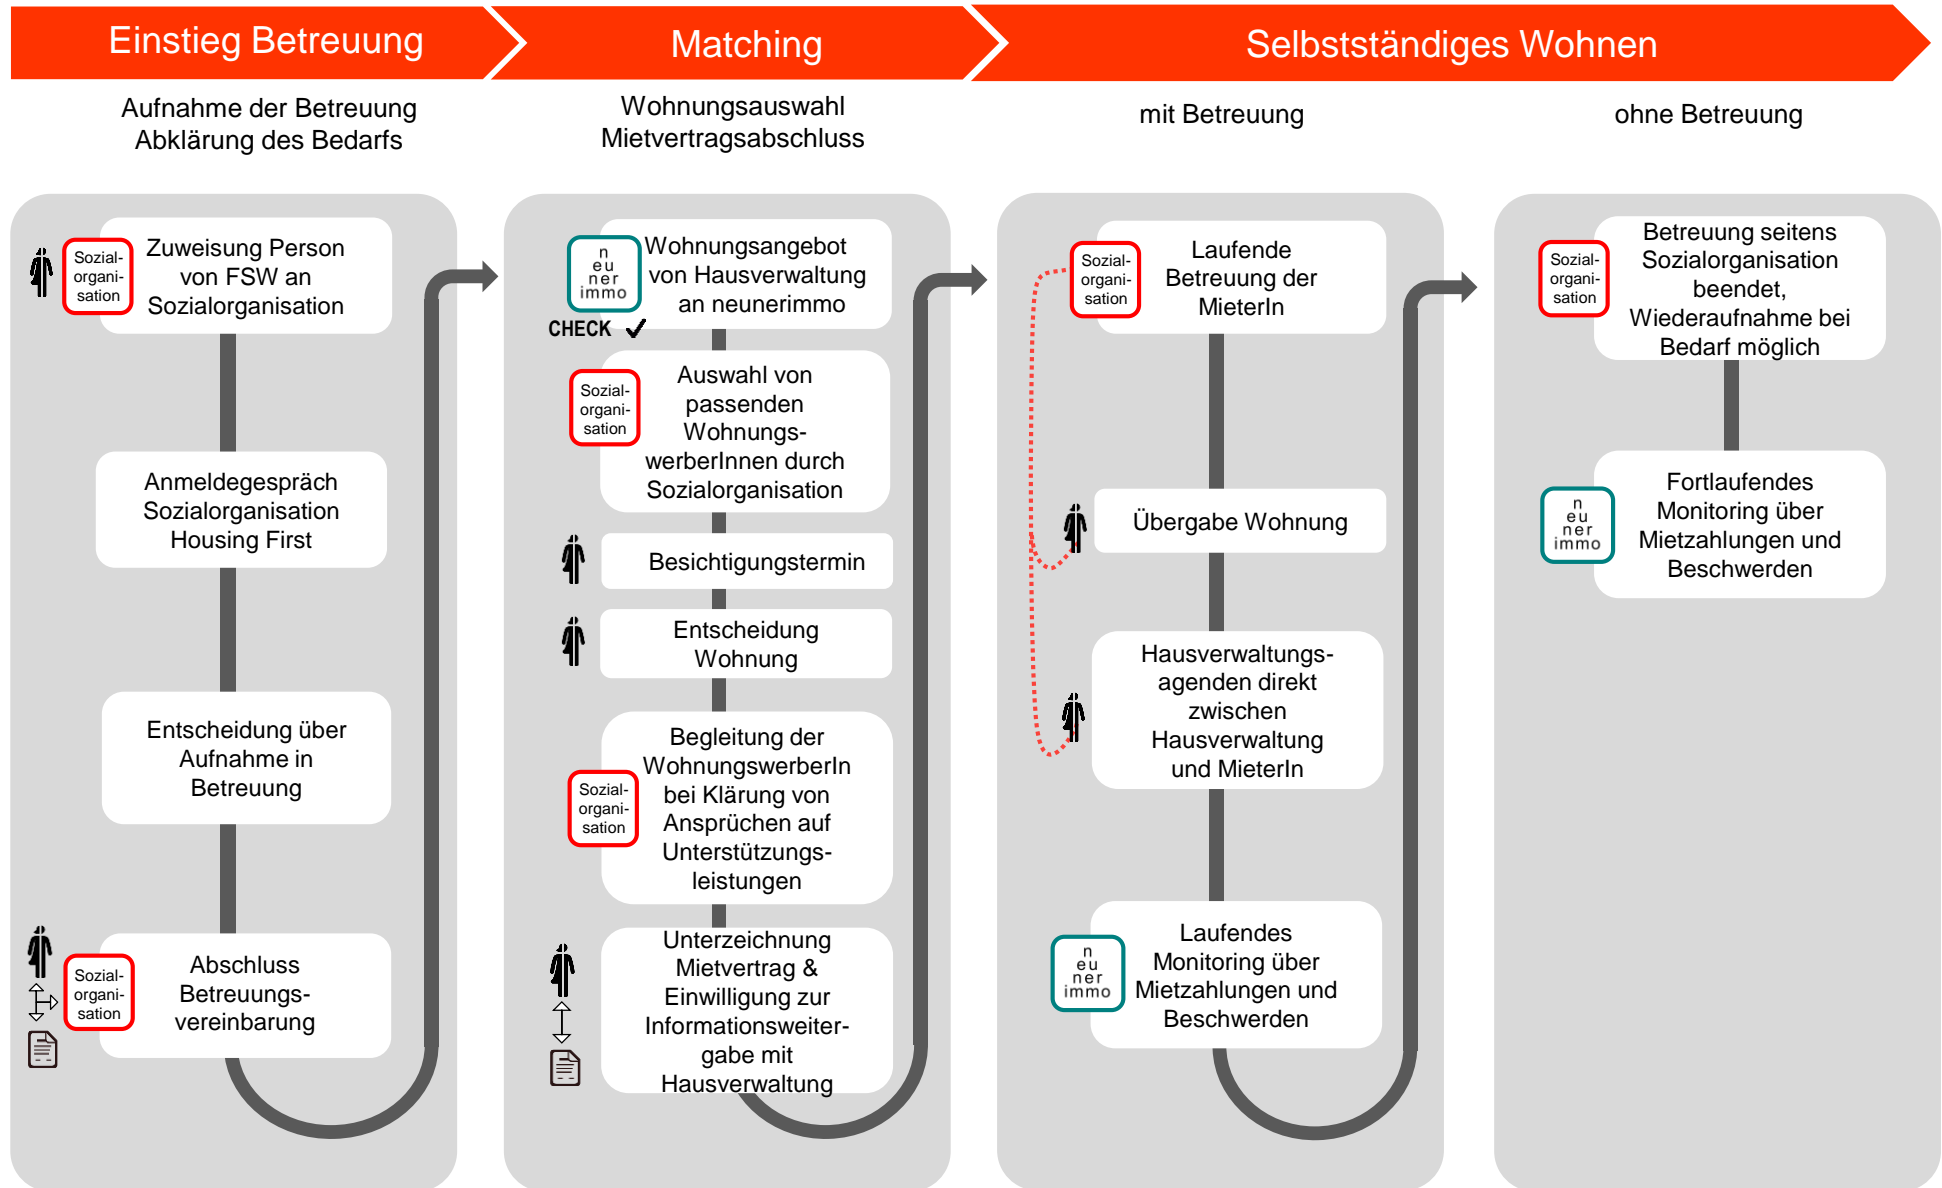 Einstieg Betreuung
Matching
Selbstständiges Wohnen
Aufnahme der Betreuung
Abklärung des Bedarfs
Wohnungsauswahl
Mietvertragsabschluss
mit Betreuung
ohne Betreuung
Sozial-
organi-
sation
Zuweisung Person
von FSW an
Sozialorganisation
Anmeldegespräch
Sozialorganisation
Housing First
Entscheidung über
Aufnahme in
Betreuung
Sozial-
organi-
sation
Abschluss
Betreuungs-
vereinbarung
n
eu
ner
immo
CHECK ✓
Wohnungsangebot
von Hausverwaltung
an neunerimmo
Sozial-
organi-
sation
Auswahl von
passenden
Wohnungs-
werberInnen durch
Sozialorganisation
Besichtigungstermin
Entscheidung
Wohnung
Sozial-
organi-
sation
Begleitung der
WohnungswerberIn
bei Klärung von
Ansprüchen auf
Unterstützungs-
leistungen
Unterzeichnung
Mietvertrag &
Einwilligung zur
Informationsweiter-
gabe mit
Hausverwaltung
Sozial-
organi-
sation
Laufende
Betreuung der
MieterIn
Übergabe Wohnung
Hausverwaltungs-
agenden direkt
zwischen
Hausverwaltung
und MieterIn
n
eu
ner
immo
Laufendes
Monitoring über
Mietzahlungen und
Beschwerden
Sozial-
organi-
sation
Betreuung seitens
Sozialorganisation
beendet,
Wiederaufnahme bei
Bedarf möglich
n
eu
ner
immo
Fortlaufendes
Monitoring über
Mietzahlungen und
Beschwerden